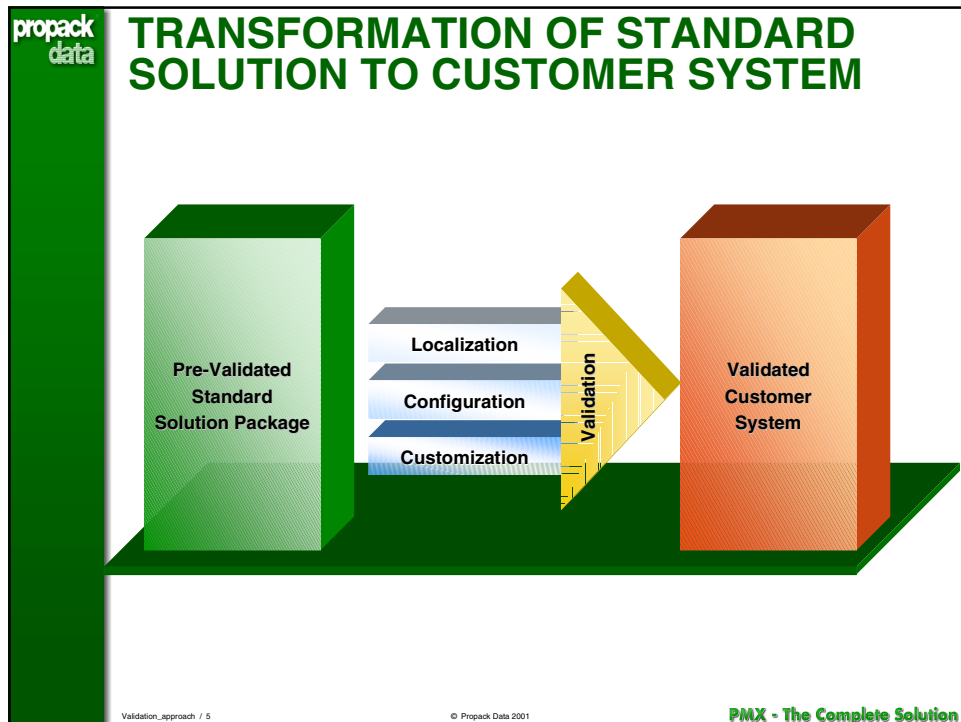 propack
data
TRANSFORMATION OF STANDARD
SOLUTION TO CUSTOMER SYSTEM
Pre-Validated
Standard
Solution Package
Localization
Configuration
Customization
Validation
Validated
Customer
System
Validation_approach / 5
© Propack Data 2001
PMX - The Complete Solution